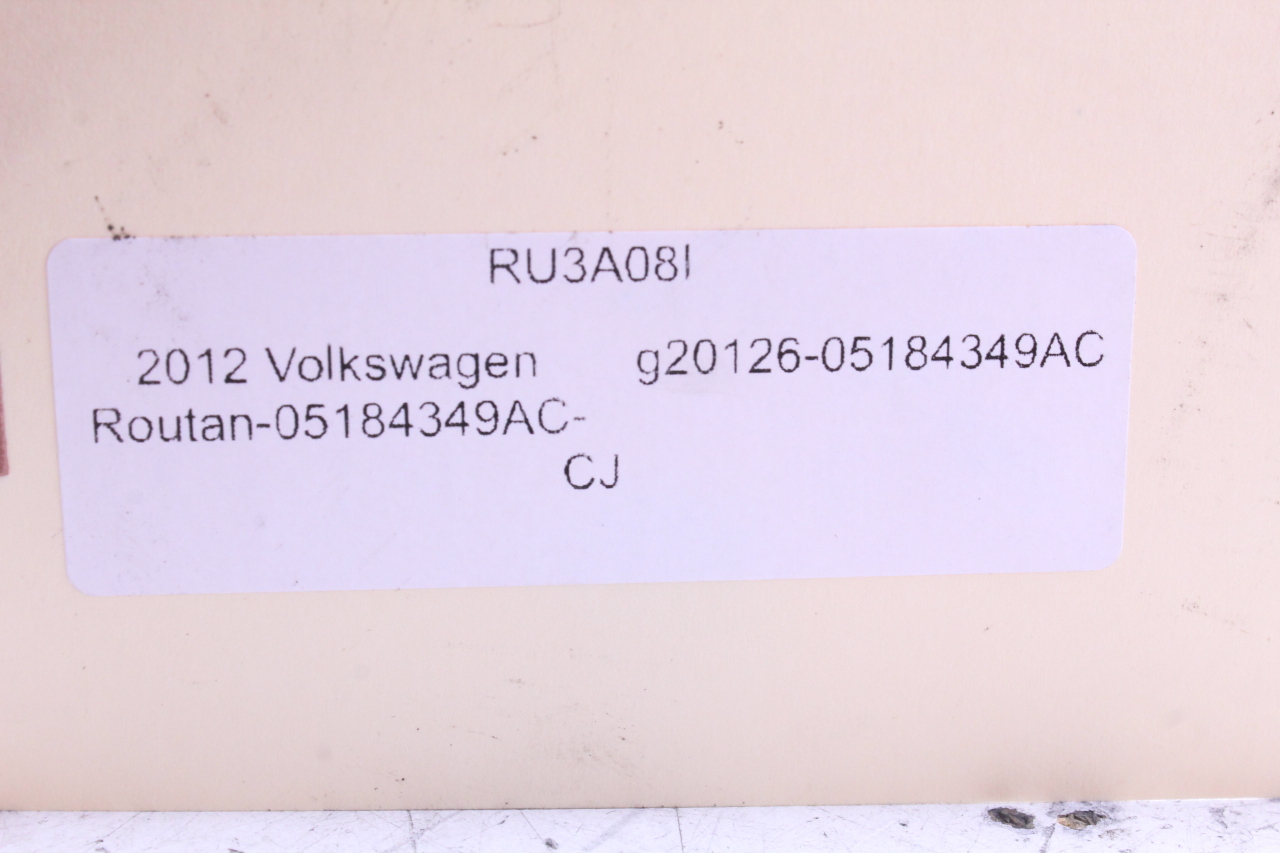 RU3A08I
2012 Volkswagen g20126-05184349AC
Routan-05184349AC-
CJ